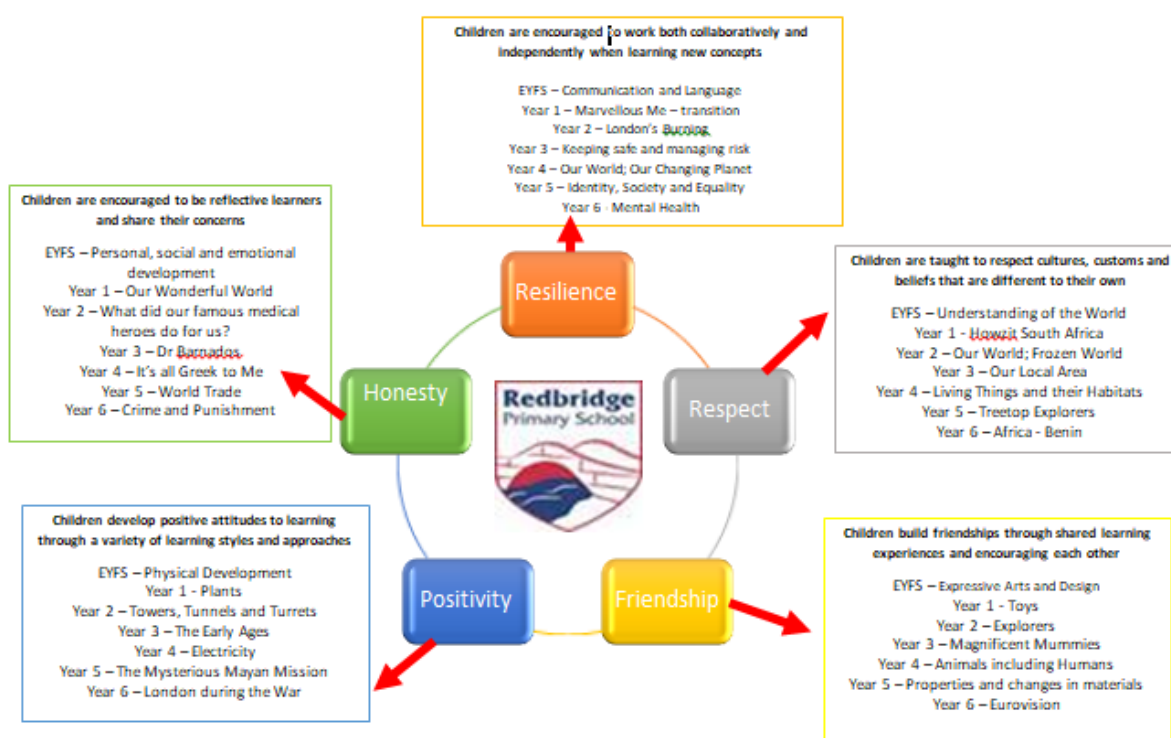 Children are encouraged to work both collaboratively and
independently when learning new concepts
EYFS – Communication and Language
Year 1 – Marvellous Me – transition
Year 2 – London's Burning
Year 3 – Keeping safe and managing risk
Year 4 – Our World; Our Changing Planet
Year 5 – Identity, Society and Equality
Year 6 - Mental Health
Resilience
Children are taught to respect cultures, customs and
beliefs that are different to their own
EYFS – Understanding of the World
Year 1 - Howzit South Africa
Year 2 – Our World; Frozen World
Year 3 – Our Local Area
Year 4 – Living Things and their Habitats
Year 5 – Treetop Explorers
Year 6 – Africa - Benin
Respect
Children build friendships through shared learning
experiences and encouraging each other
EYFS – Expressive Arts and Design
Year 1 - Toys
Year 2 – Explorers
Year 3 – Magnificent Mummies
Year 4 – Animals including Humans
Year 5 – Properties and changes in materials
Year 6 – Eurovision
Friendship
Children develop positive attitudes to learning
through a variety of learning styles and approaches
EYFS – Physical Development
Year 1 - Plants
Year 2 – Towers, Tunnels and Turrets
Year 3 – The Early Ages
Year 4 – Electricity
Year 5 – The Mysterious Mayan Mission
Year 6 – London during the War
Positivity
Children are encouraged to be reflective learners
and share their concerns
EYFS – Personal, social and emotional
development
Year 1 – Our Wonderful World
Year 2 – What did our famous medical
heroes do for us?
Year 3 – Dr Barnados
Year 4 – It's all Greek to Me
Year 5 – World Trade
Year 6 – Crime and Punishment
Honesty
Redbridge
Primary School